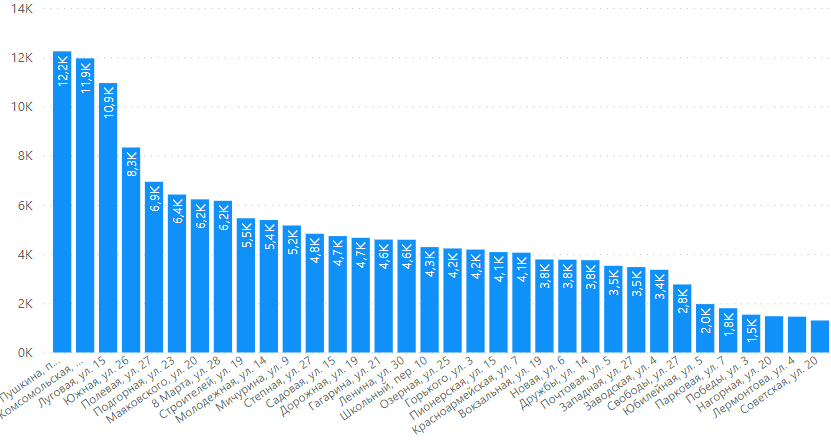 14K
12K
10K
8K
6K
4K
2K
0K
12,2K
11,9K
10,9K
8,3K
6,9K
6,4K
6,2K
6,2K
5,5K
5,4K
5,2K
4,8K
4,7K
4,7K
4,6K
4,6K
4,3K
4,2K
4,2K
4,1K
4,1K
3,8K
3,8K
3,8K
3,5K
3,5K
3,4K
2,8K
2,0K
1,8K
1,5K
Пушкина, п...
Комсомольская, ...
Луговая, ул. 15
Южная, ул. 26
Полевая, ул. 27
Подгорная, ул. 23
Маяковского, ул. 20
8 Марта, ул. 28
Строителей, ул. 19
Молодежная, ул. 14
Мичурина, ул. 9
Степная, ул. 27
Садовая, ул. 15
Дорожная, ул. 19
Гагарина, ул. 21
Ленина, ул. 30
Школьный, пер. 10
Озерная, ул. 25
Горького, ул. 3
Пионерская, ул. 15
Красноармейская, ул. 7
Вокзальная, ул. 19
Новая, ул. 6
Дружбы, ул. 14
Почтовая, ул. 5
Западная, ул. 27
Заводская, ул. 4
Свободы, ул. 27
Юбилейная, ул. 5
Парковая, ул. 7
Победы, ул. 3
Нагорная, ул. 20
Лермонтова, ул. 4
Советская, ул. 20